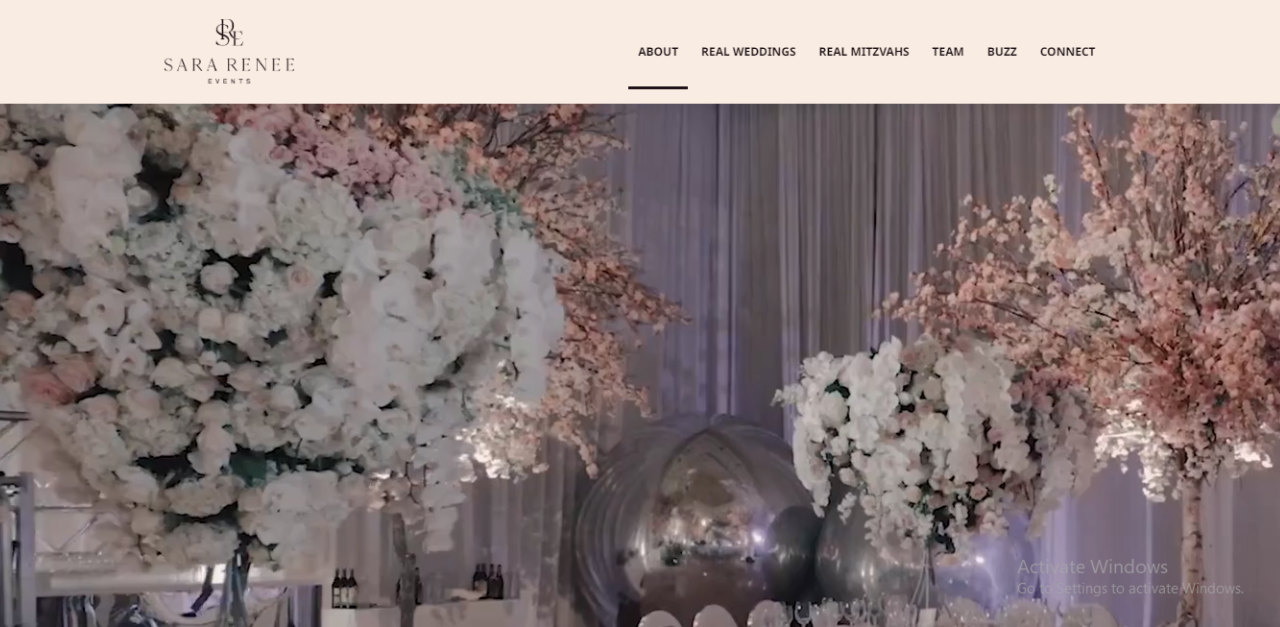 SRE
SARA RENEE
EVENTS
ABOUT REAL WEDDINGS REAL MITZVAHS TEAM BUZZ CONNECT
Activate Windows
Go to Settings to activate Windows.